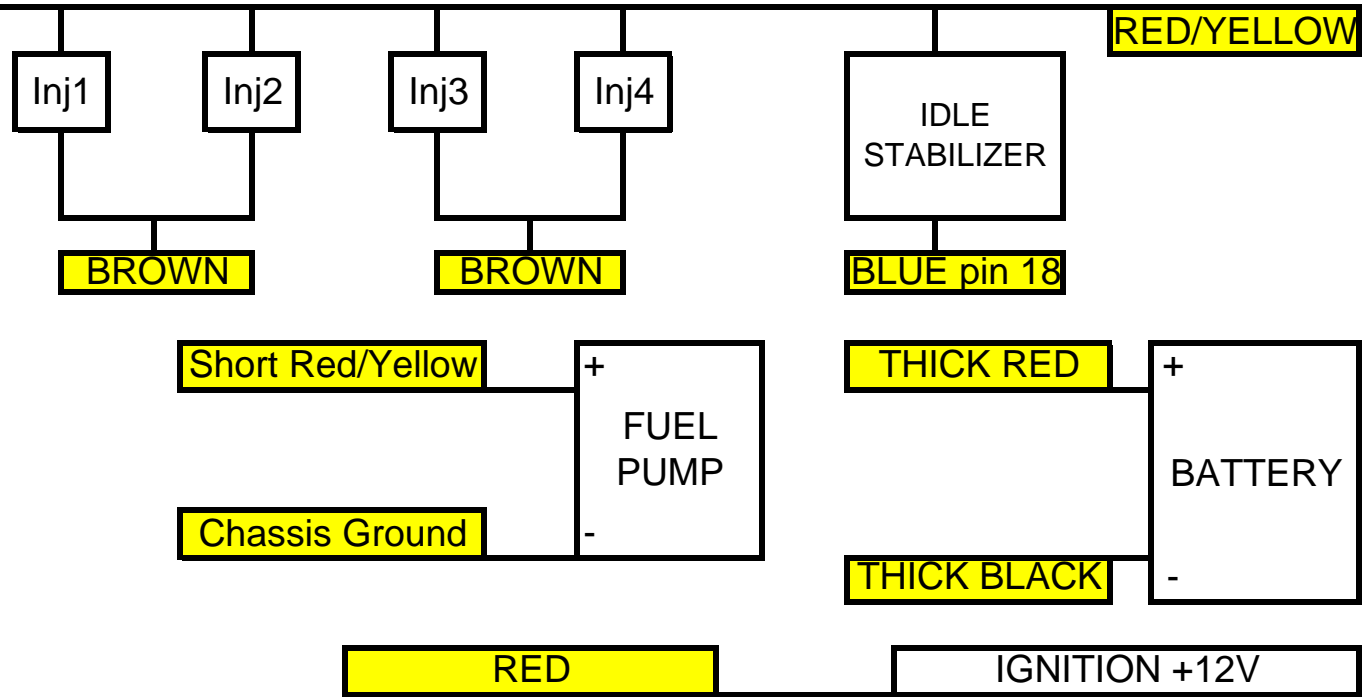 RED/YELLOW
Inj1
Inj2
Inj3
Inj4
IDLE
STABILIZER
BROWN
BROWN
BLUE pin 18
Short Red/Yellow
+
FUEL
PUMP
Chassis Ground
-
THICK RED
+
BATTERY
THICK BLACK
-
RED
IGNITION +12V